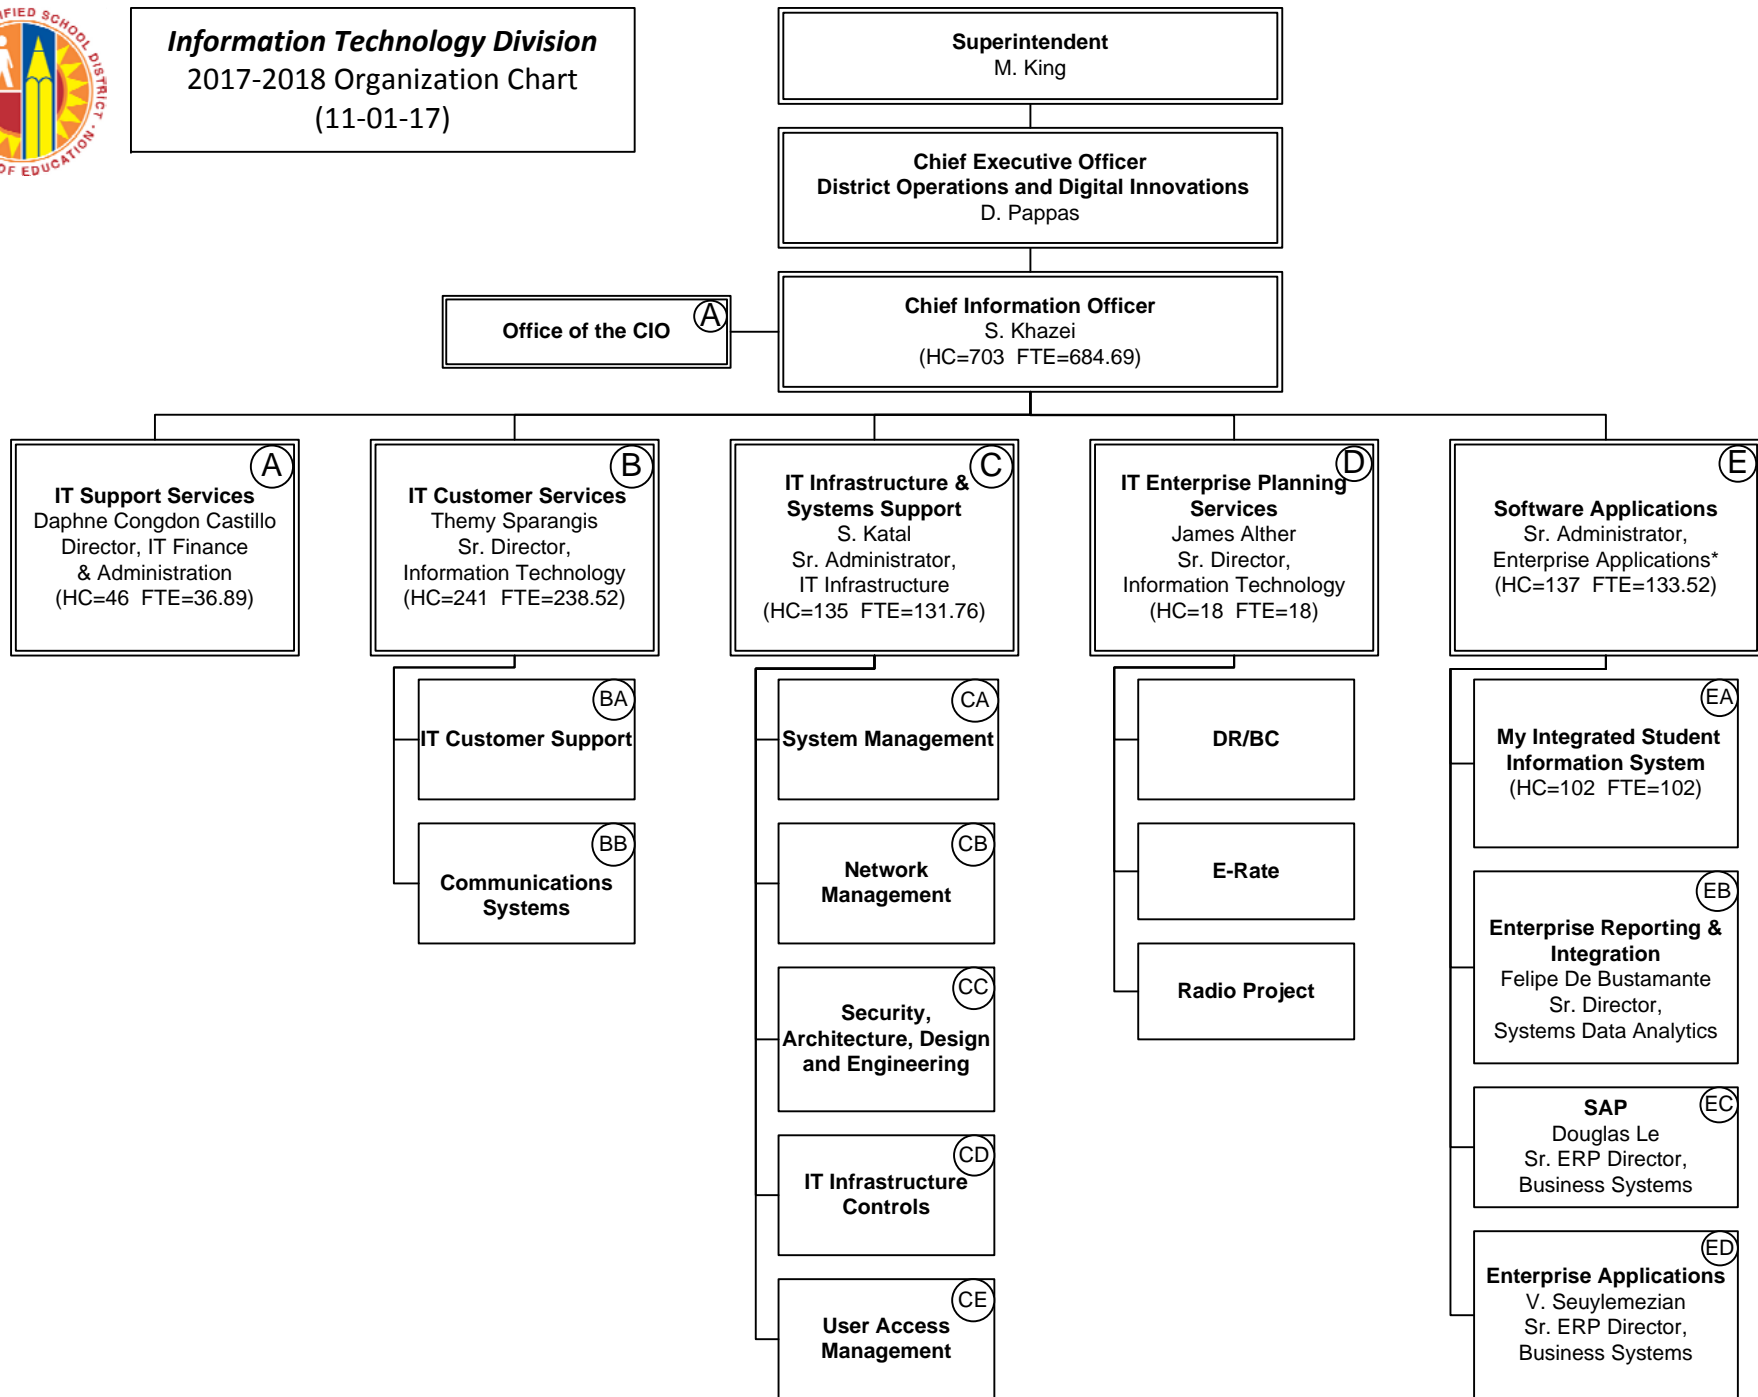 FIED SCHOOL DISTRICT
OF EDUCATION
Information Technology Division
2017-2018 Organization Chart
(11-01-17)
Superintendent
M. King
Chief Executive Officer
District Operations and Digital Innovations
D. Pappas
Office of the CIO
A
Chief Information Officer
S. Khazei
(HC=703 FTE=684.69)
A
IT Support Services
Daphne Congdon Castillo
Director, IT Finance
& Administration
(HC=46 FTE=36.89)
B
IT Customer Services
Themy Sparangis
Sr. Director,
Information Technology
(HC=241 FTE=238.52)
C
IT Infrastructure &
Systems Support
S. Katal
Sr. Administrator,
IT Infrastructure
(HC=135 FTE=131.76)
D
IT Enterprise Planning
Services
James Alther
Sr. Director,
Information Technology
(HC=18 FTE=18)
E
Software Applications
Sr. Administrator,
Enterprise Applications*
(HC=137 FTE=133.52)
BA
IT Customer Support
BB
Communications
Systems
CA
System Management
CB
Network
Management
CC
Security,
Architecture, Design
and Engineering
CD
IT Infrastructure
Controls
CE
User Access
Management
DR/BC
E-Rate
Radio Project
EA
My Integrated Student
Information System
(HC=102 FTE=102)
EB
Enterprise Reporting &
Integration
Felipe De Bustamante
Sr. Director,
Systems Data Analytics
EC
SAP
Douglas Le
Sr. ERP Director,
Business Systems
ED
Enterprise Applications
V. Seuylemezian
Sr. ERP Director,
Business Systems